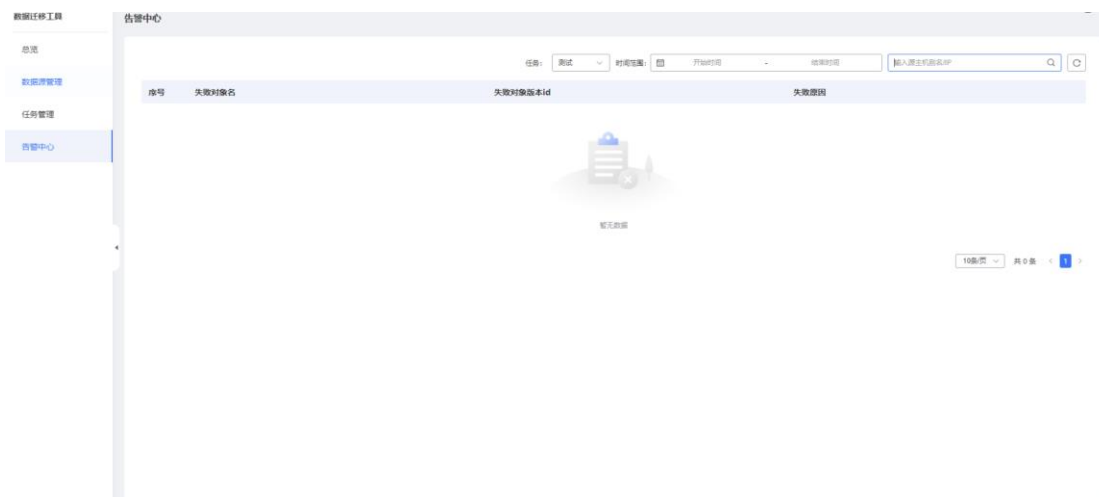 数据迁移工具
告警中心
总览
数据源管理
任务管理
告警中心
任务: 测试 时间范围: 开始时间 - 结束时间 输入源主机别名/IP
序号 失败对象名 失败对象版本id 失败原因
暂无数据
10条/页 共 0 条 < 1 >